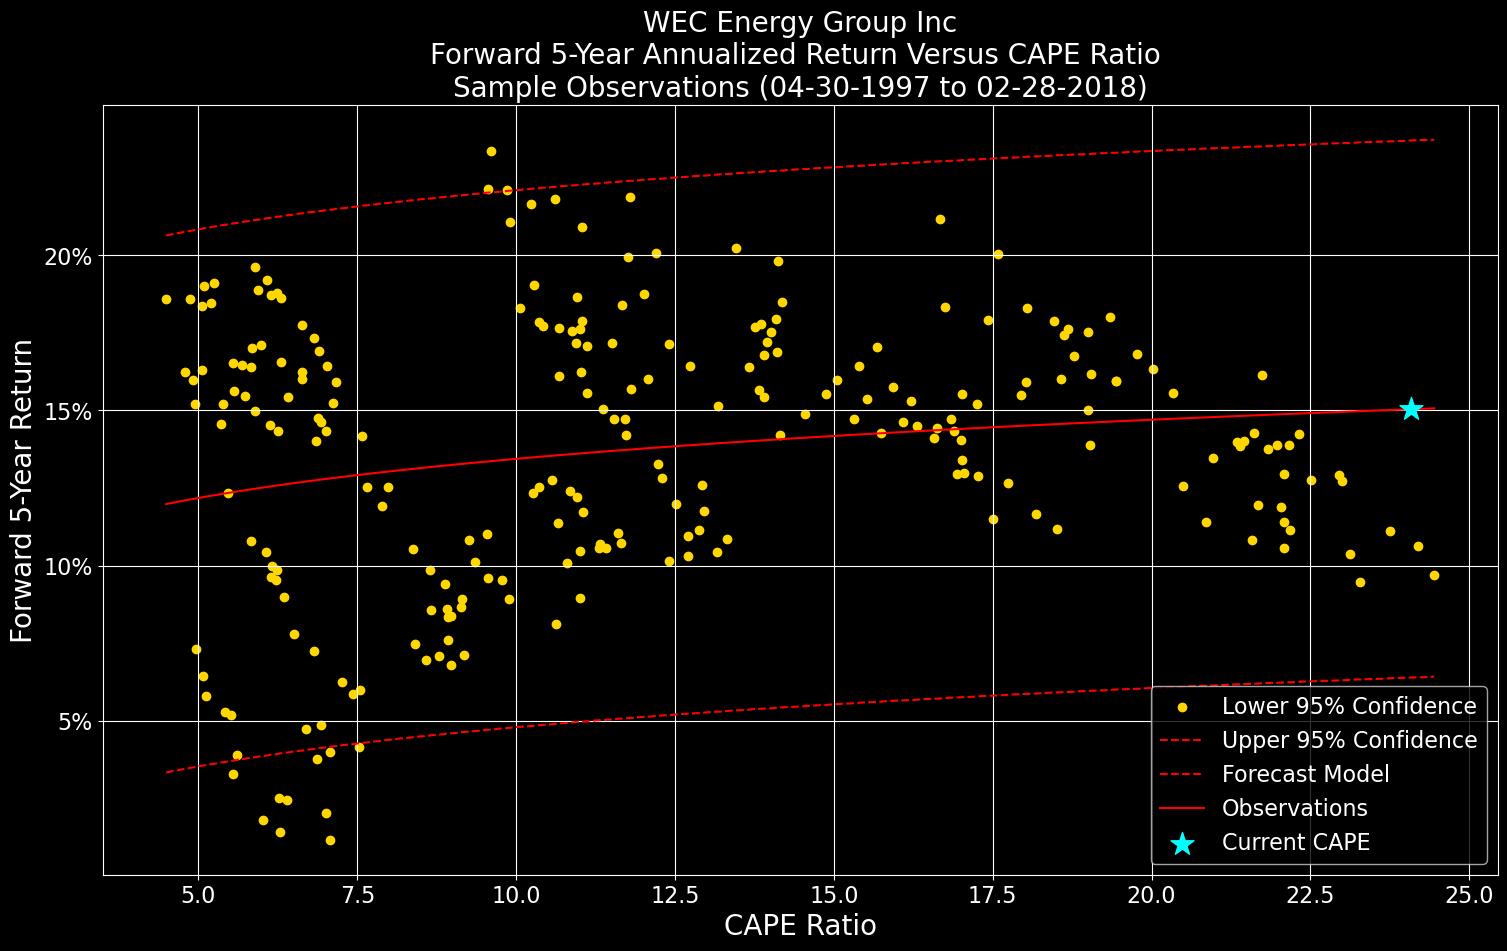 WEC Energy Group Inc
Forward 5-Year Annualized Return Versus CAPE Ratio
Sample Observations (04-30-1997 to 02-28-2018)
Forward 5-Year Return
20%
15%
10%
5%
Lower 95% Confidence
Upper 95% Confidence
Forecast Model
Observations
Current CAPE
5.0 7.5 10.0 12.5 15.0 17.5 20.0 22.5 25.0
CAPE Ratio